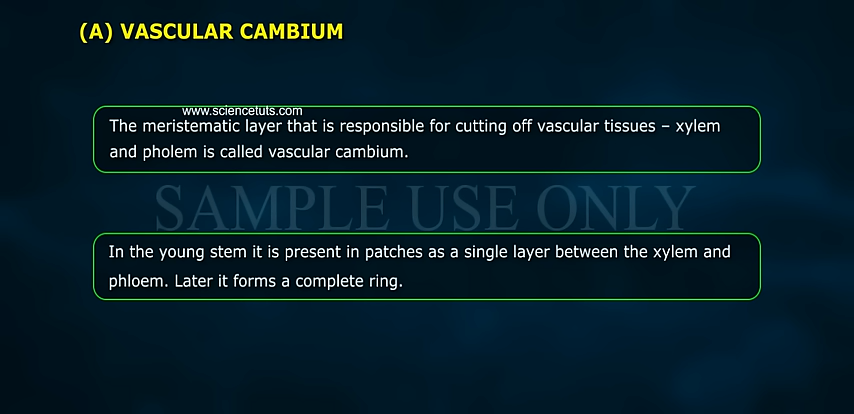 (A) VASCULAR CAMBIUM
www.sciencetuts.com
The meristematic layer that is responsible for cutting off vascular tissues – xylem
and pholem is called vascular cambium.
SAMPLE USE ONLY
In the young stem it is present in patches as a single layer between the xylem and
phloem. Later it forms a complete ring.